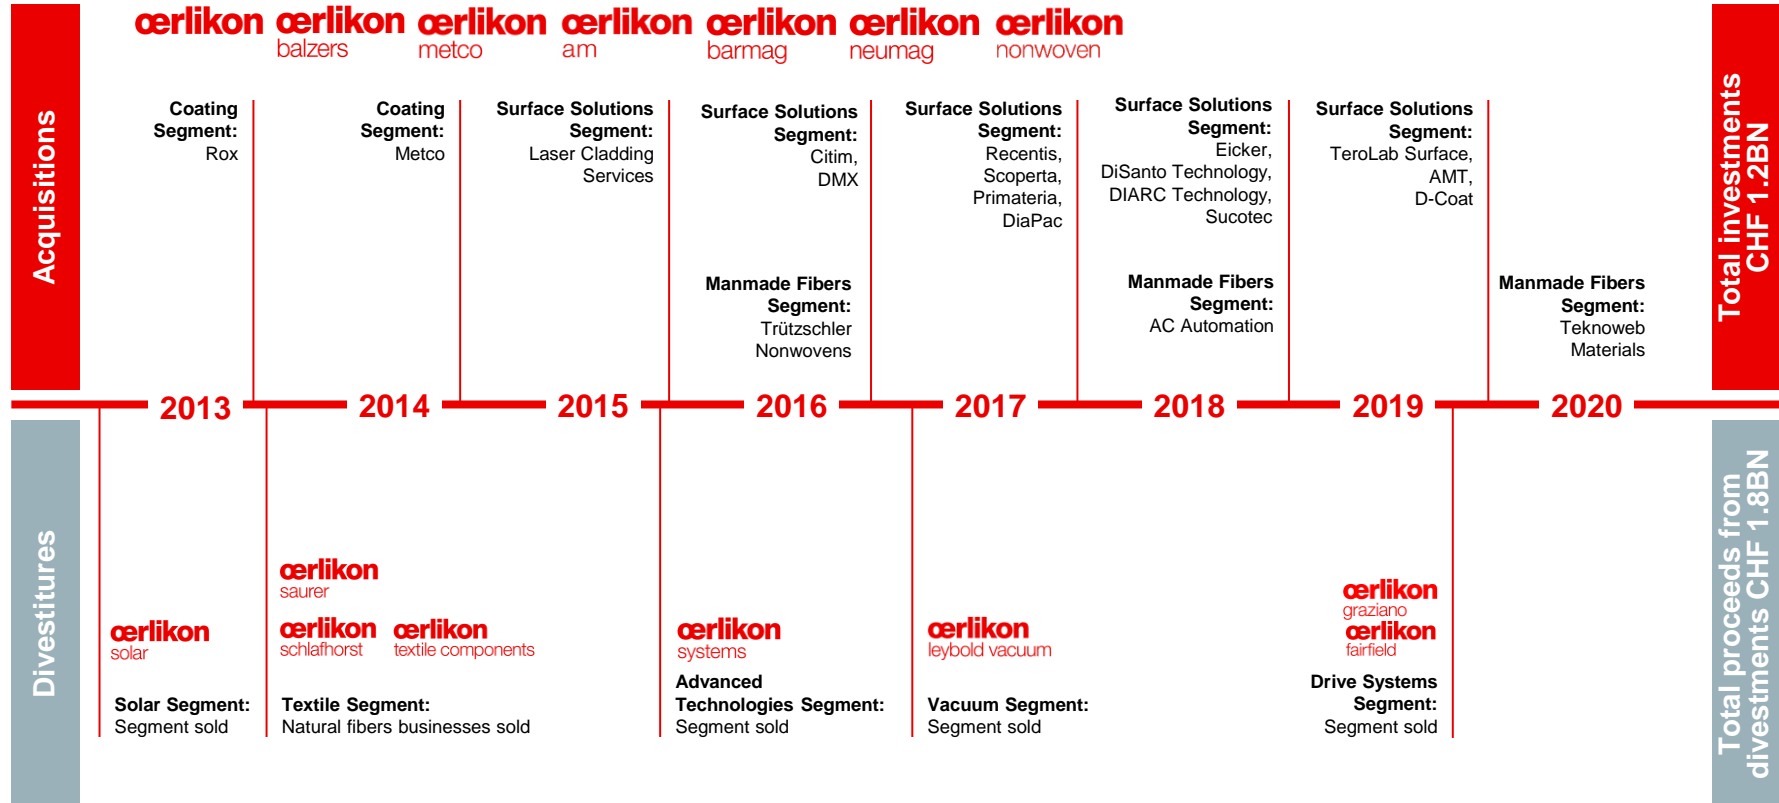 œrlikon
œrlikon
balzers
œrlikon
metco
œrlikon
am
œrlikon
barmag
œrlikon
neumag
œrlikon
nonwoven
Acquisitions
Coating
Segment:
Rox
Coating
Segment:
Metco
Surface Solutions
Segment:
Laser Cladding
Services
Surface Solutions
Segment:
Citim,
DMX
Manmade Fibers
Segment:
Trützschler
Nonwovens
Surface Solutions
Segment:
Recentis,
Scoperta,
Primateria,
DiaPac
Surface Solutions
Segment:
Eicker,
DiSanto Technology,
DIARC Technology,
Sucotec
Manmade Fibers
Segment:
AC Automation
Surface Solutions
Segment:
TeroLab Surface,
AMT,
D-Coat
Manmade Fibers
Segment:
Teknoweb
Materials
Total investments
CHF 1.2BN
2013
2014
2015
2016
2017
2018
2019
2020
Divestitures
œrlikon
solar
Solar Segment:
Segment sold
œrlikon
saurer
œrlikon
schlafhorst
œrlikon
textile components
Textile Segment:
Natural fibers businesses sold
œrlikon
systems
Advanced
Technologies Segment:
Segment sold
œrlikon
leybold vacuum
Vacuum Segment:
Segment sold
œrlikon
graziano
œrlikon
fairfield
Drive Systems
Segment:
Segment sold
Total proceeds from
divestments CHF 1.8BN